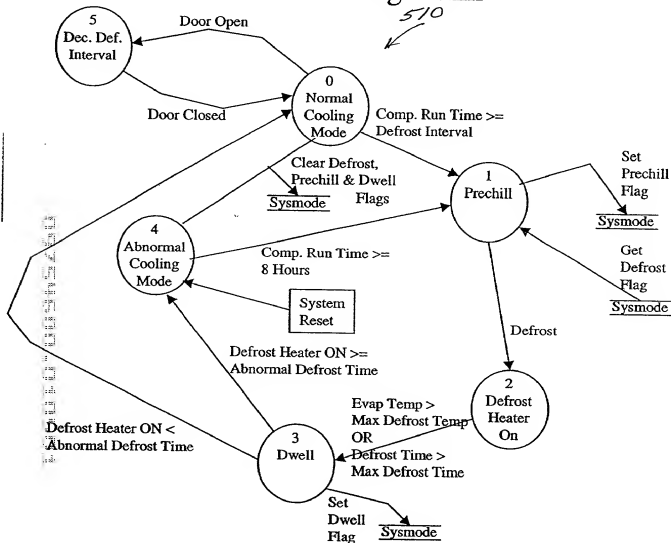 510
5
Dec. Def.
Interval
Door Open
Door Closed
0
Normal
Cooling
Mode
Comp. Run Time >=
Defrost Interval
Clear Defrost,
Prechill & Dwell
Flags
Sysmode
1
Prechill
Set
Prechill
Flag
Sysmode
Get
Defrost
Flag
Sysmode
4
Abnormal
Cooling
Mode
Comp. Run Time >=
8 Hours
System
Reset
Defrost
Defrost Heater ON >=
Abnormal Defrost Time
2
Defrost
Heater
On
Evap Temp >
Max Defrost Temp
OR
Defrost Time >
Max Defrost Time
Defrost Heater ON <
Abnormal Defrost Time
3
Dwell
Set
Dwell
Flag
Sysmode